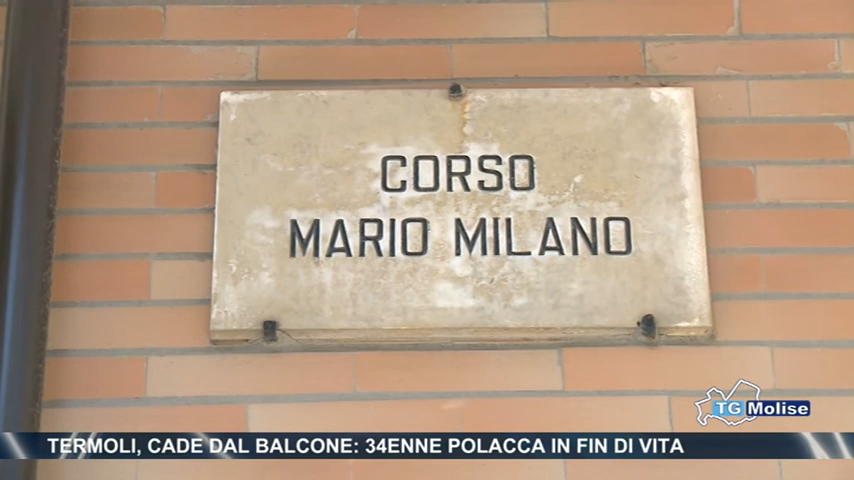 CORSO
MARIO MILANO
TG Molise
TERMOLI, CADE DAL BALCONE: 34ENNE POLACCA IN FIN DI VITA